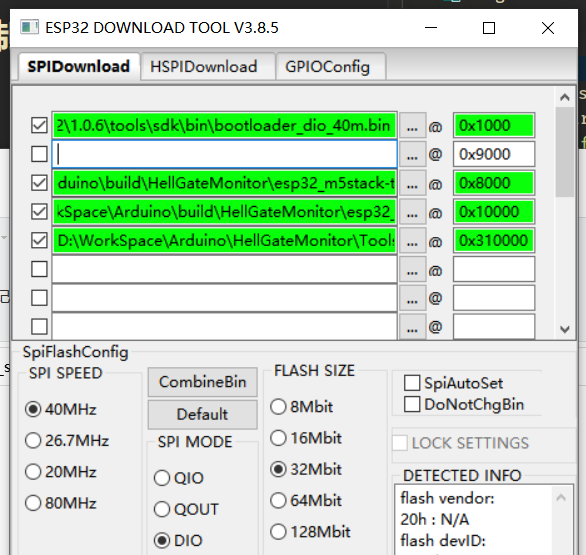 ESP32 DOWNLOAD TOOL V3.8.5
SPIDownload HSPIDownload GPIOConfig
2\1.0.6\tools\sdk\bin\bootloader_dio_40m.bin ... @ 0x1000
... @ 0x9000
duino\build\HellGateMonitor\esp32_m5stack-t ... @ 0x8000
kSpace\Arduino\build\HellGateMonitor\esp32_ ... @ 0x10000
D:\WorkSpace\Arduino\HellGateMonitor\Tools ... @ 0x310000
... @
... @
... @
SpiFlashConfig
SPI SPEED
40MHz
26.7MHz
20MHz
80MHz
CombineBin
Default
SPI MODE
QIO
QOUT
DIO
FLASH SIZE
8Mbit
16Mbit
32Mbit
64Mbit
128Mbit
SpiAutoSet
DoNotChgBin
LOCK SETTINGS
DETECTED INFO
flash vendor:
20h : N/A
flash devID: